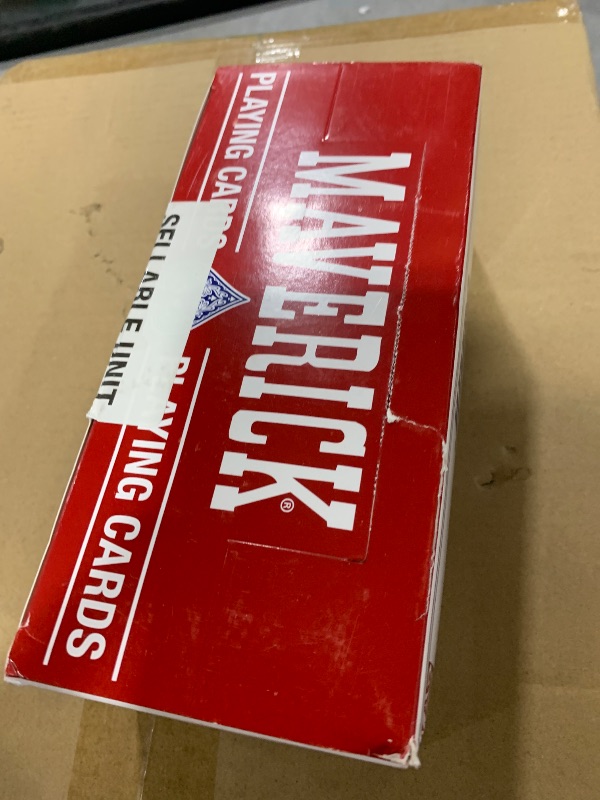 MAVERICK®
PLAYING CARDS
PLAYING CARDS
SELLABLE UNIT